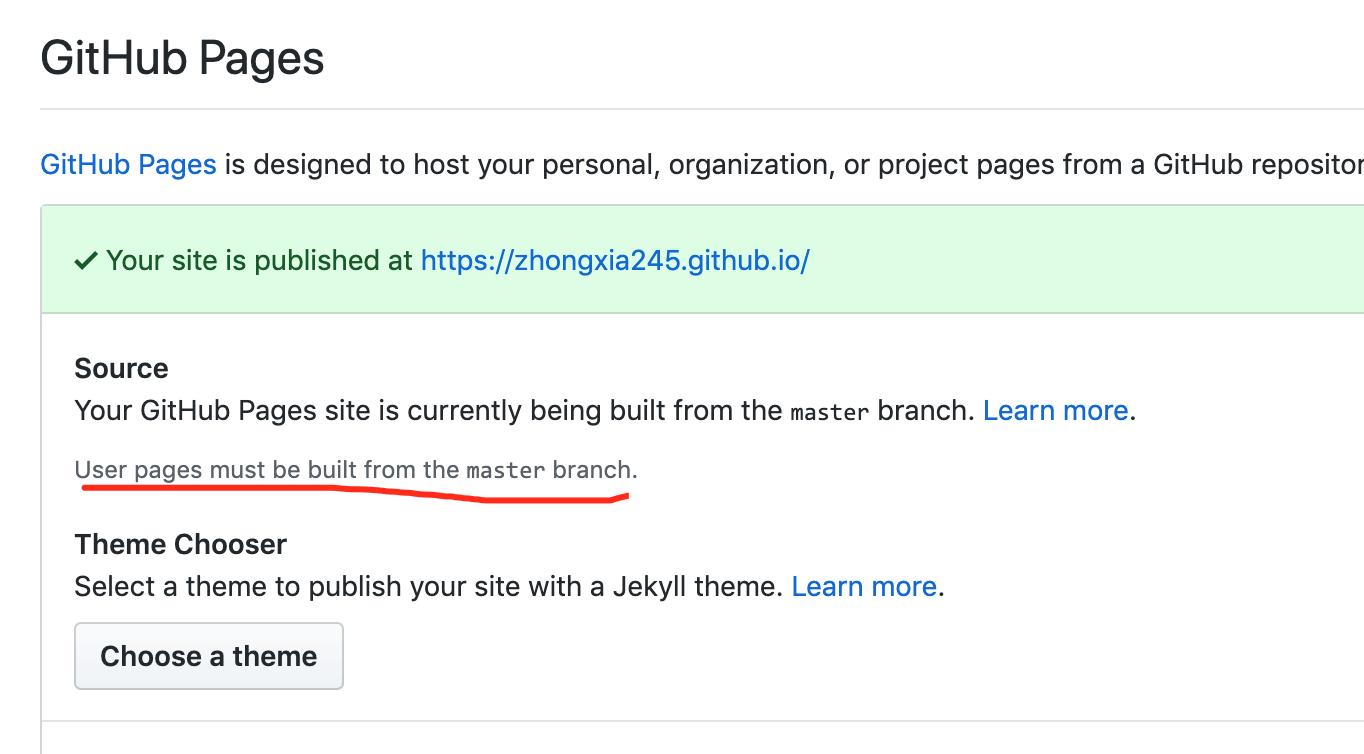 GitHub Pages
GitHub Pages is designed to host your personal, organization, or project pages from a GitHub
Your site is published at https://zhongxia245.github.io/
Source
Your GitHub Pages site is currently being built from the master branch. Learn more.
User pages must be built from the master branch.
Theme Chooser
Select a theme to publish your site with a Jekyll theme. Learn more.
Choose a theme